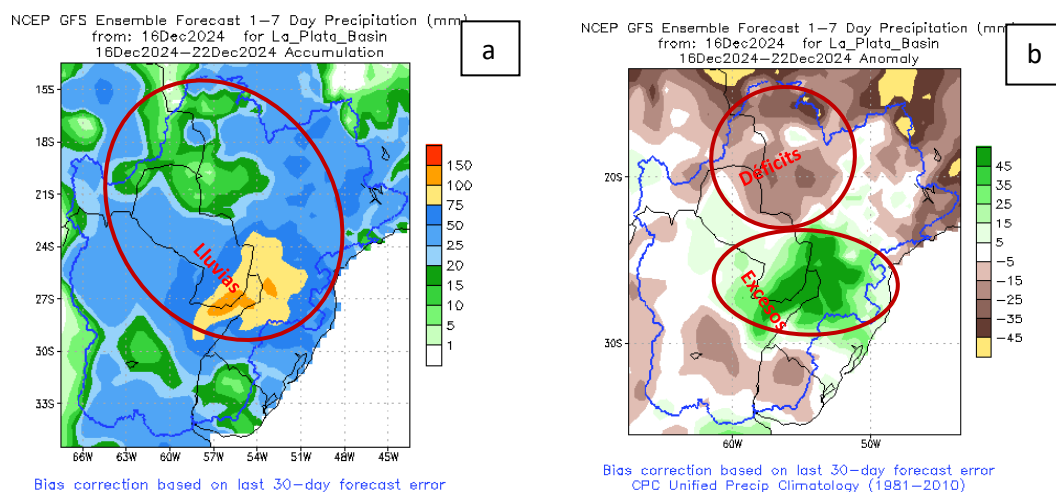 NCEP GFS Ensemble Forecast 1-7 Day Precipitation (mm)
from: 16Dec2024 for La_Plata_Basin
16Dec2024-22Dec2024 Accumulation
a
15S
18S
21S
24S
27S
30S
33S
66W 63W 60W 57W 54W 51W 48W 45W
Lluvias
150
100
75
50
25
20
15
10
5
1
Bias correction based on last 30-day forecast error
NCEP GFS Ensemble Forecast 1-7 Day Precipitation (mm)
from: 16Dec2024 for La_Plata_Basin
16Dec2024-22Dec2024 Anomaly
b
20S
30S
60W 50W
Deficits
Excesos
45
35
25
15
5
-5
-15
-25
-35
-45
Bias correction based on last 30-day forecast error
CPC Unified Precip Climatology (1981-2010)